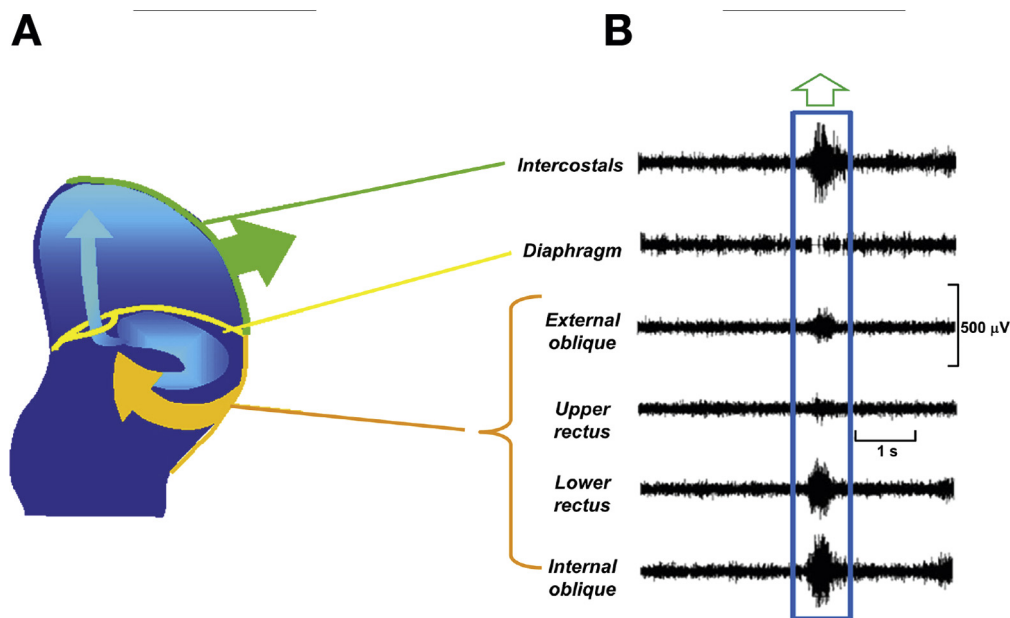 A
B
Intercostals
Diaphragm
External
oblique
500 μV
Upper
rectus
1 s
Lower
rectus
Internal
oblique